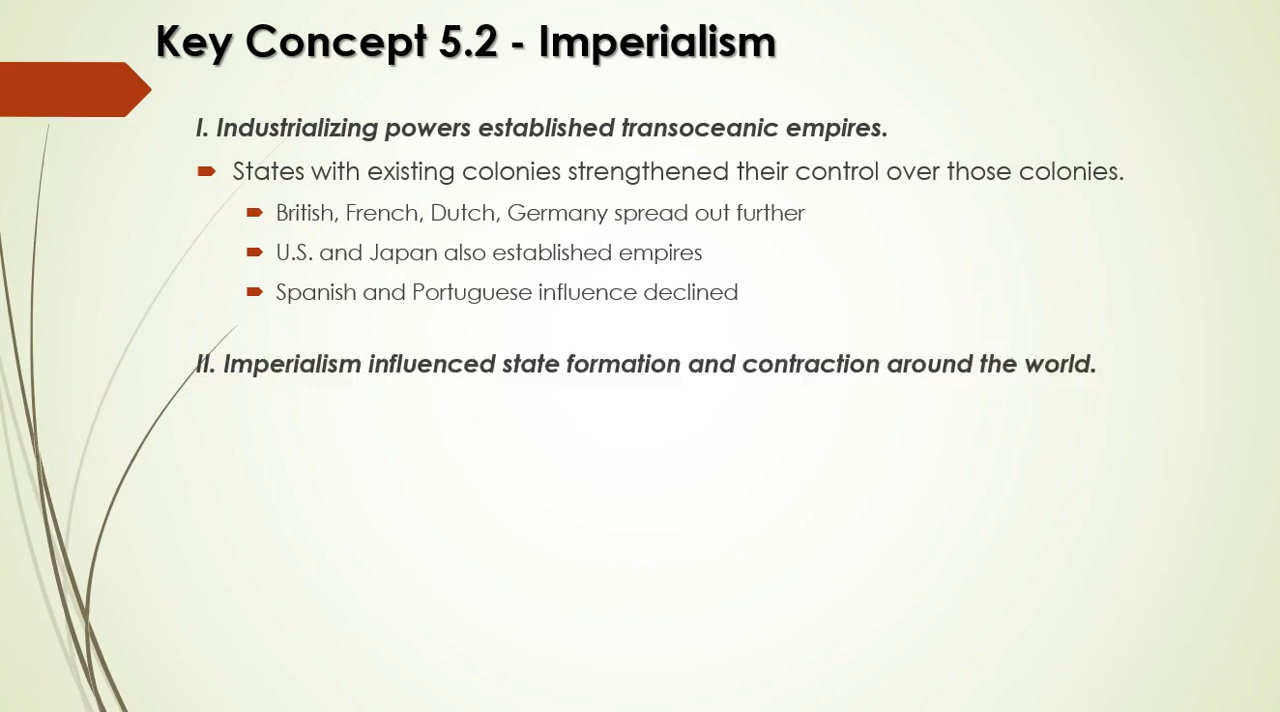 Key Concept 5.2 - Imperialism
I. Industrializing powers established transoceanic empires.
States with existing colonies strengthened their control over those colonies.
British, French, Dutch, Germany spread out further
U.S. and Japan also established empires
Spanish and Portuguese influence declined
II. Imperialism influenced state formation and contraction around the world.